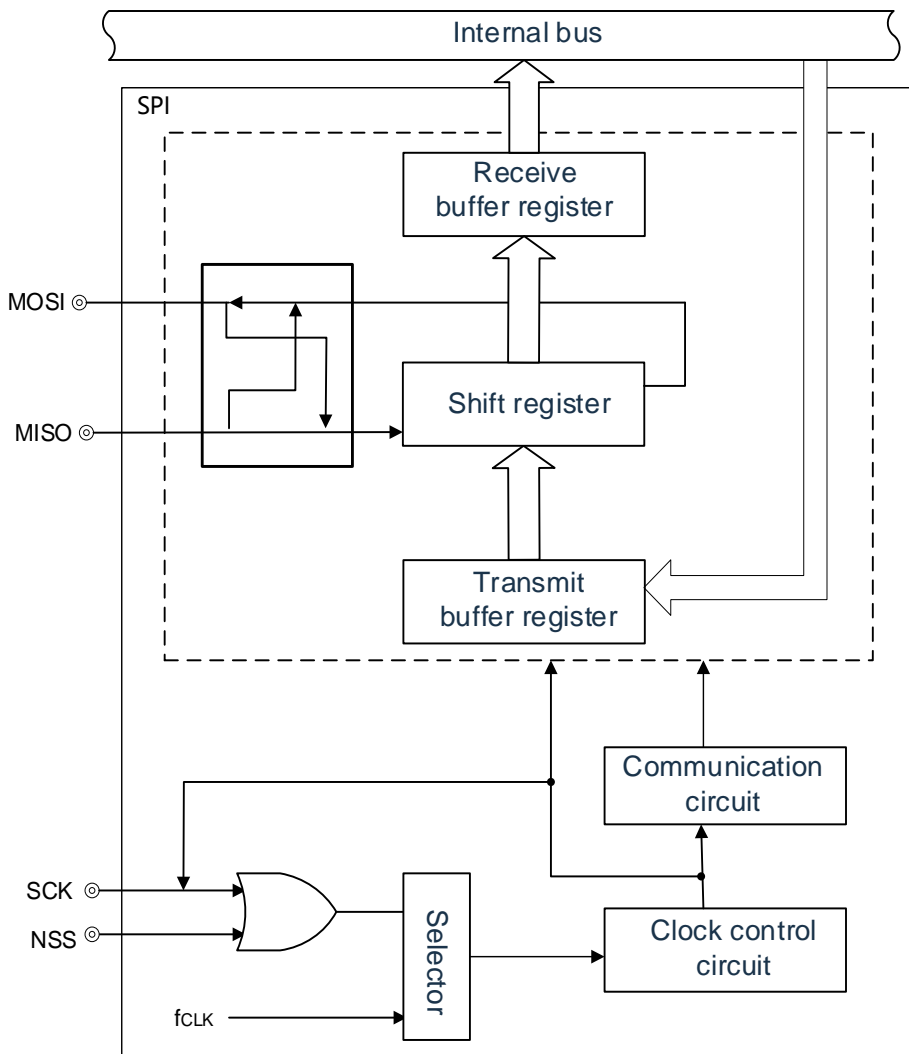 Internal bus
SPI
Receive
buffer register
MOSI
Shift register
MISO
Transmit
buffer register
Communication
circuit
SCK
NSS
Selector
Clock control
circuit
fCLK